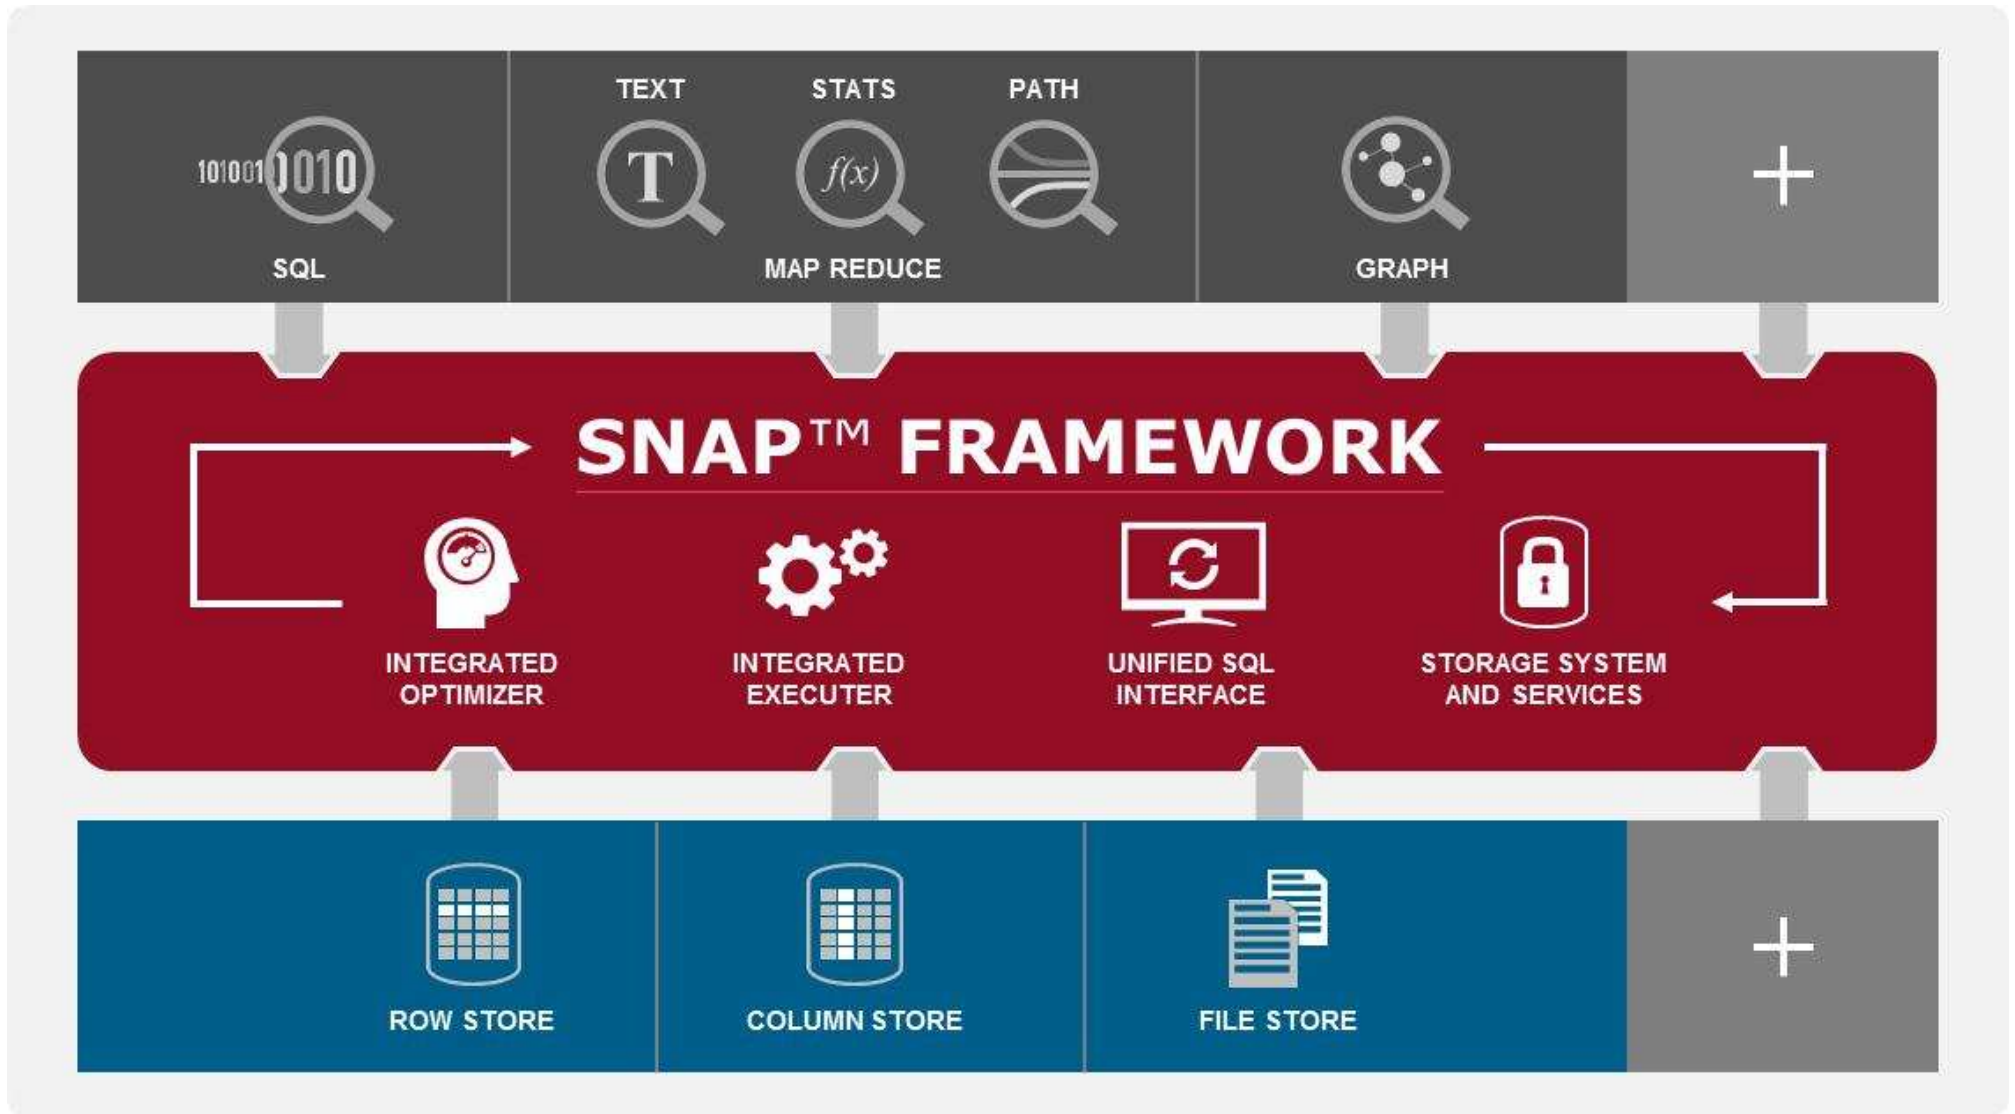 TEXT STATS PATH
1010010010
T
f(x)
SQL MAP REDUCE GRAPH
SNAP™ FRAMEWORK
INTEGRATED
OPTIMIZER
INTEGRATED
EXECUTER
UNIFIED SQL
INTERFACE
STORAGE SYSTEM
AND SERVICES
ROW STORE COLUMN STORE FILE STORE